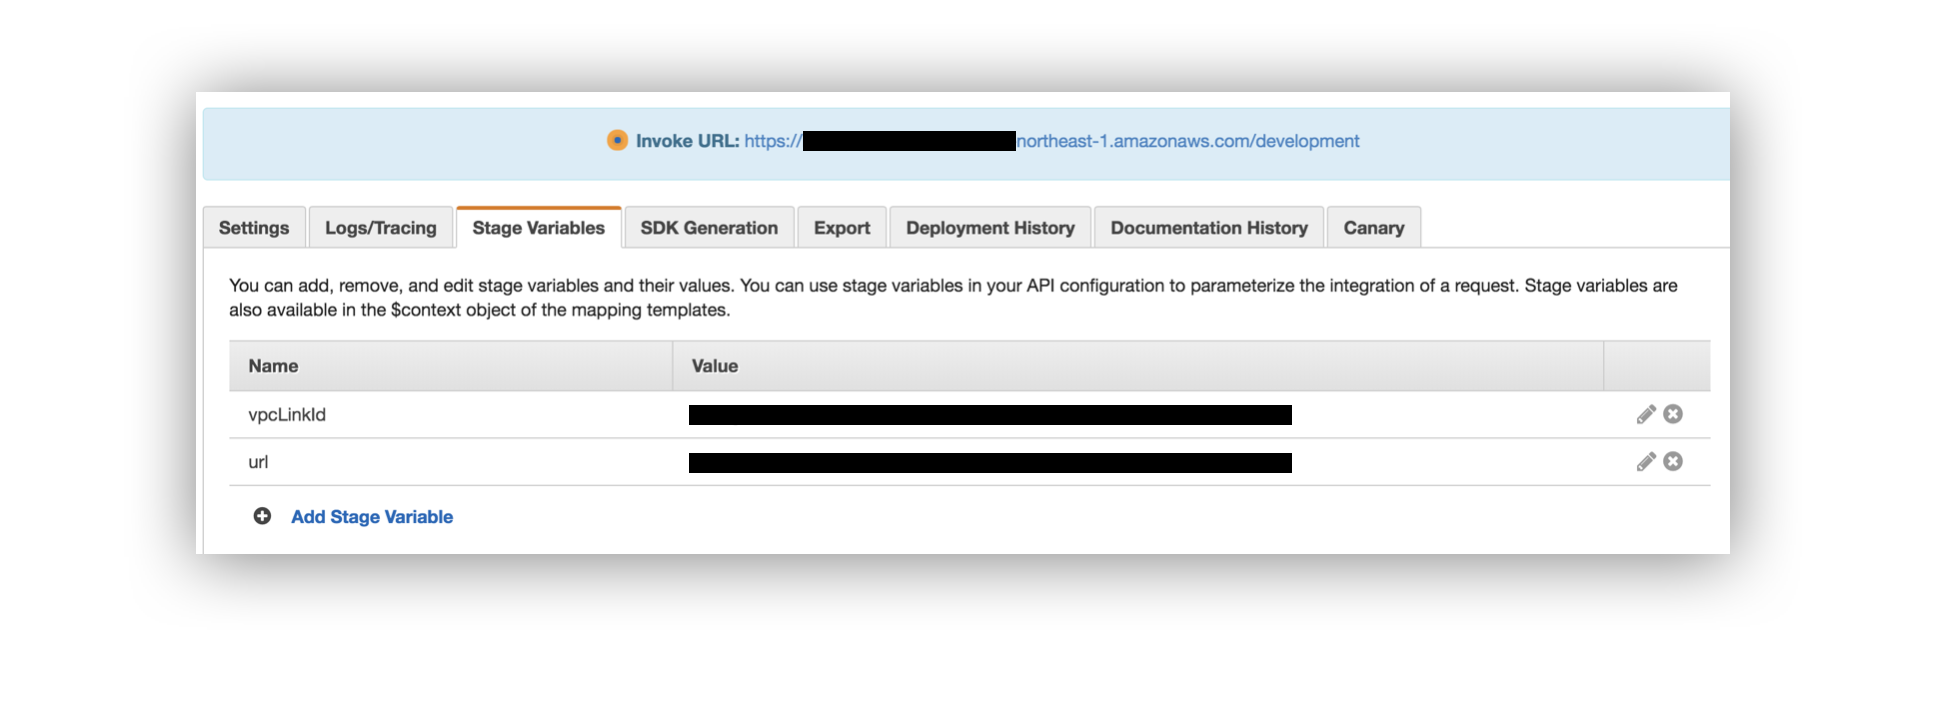 Invoke URL: https:// northeast-1.amazonaws.com/development
Settings Logs/Tracing Stage Variables SDK Generation Export Deployment History Documentation History Canary
You can add, remove, and edit stage variables and their values. You can use stage variables in your API configuration to parameterize the integration of a request. Stage variables are
also available in the $context object of the mapping templates.
Name Value
vpcLinkId
url
Add Stage Variable